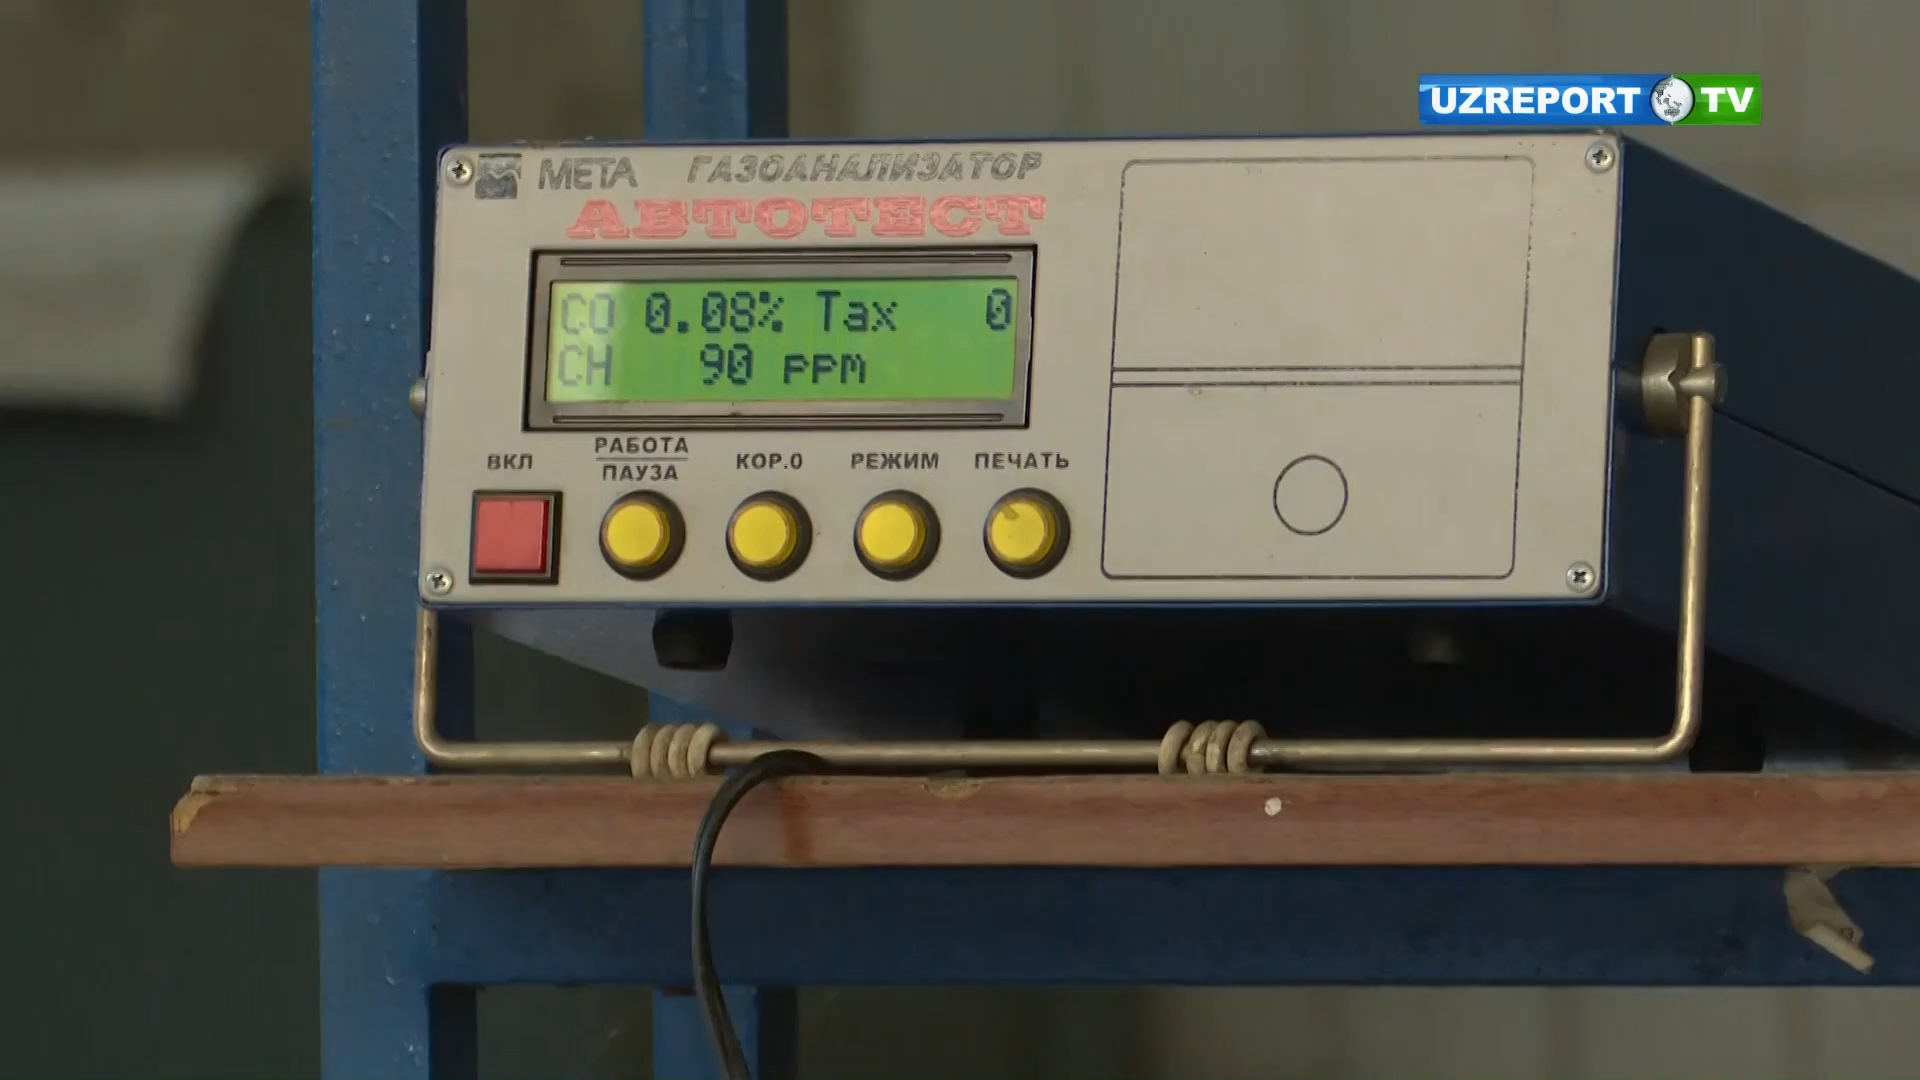 UZREPORT TV
META ГАЗОАНАЛИЗАТОР
АВТОТЕСТ
CO 0.08% Tax 0
CH 90 ppm
ВКЛ
РАБОТА
ПАУЗА
КОР.0
РЕЖИМ
ПЕЧАТЬ